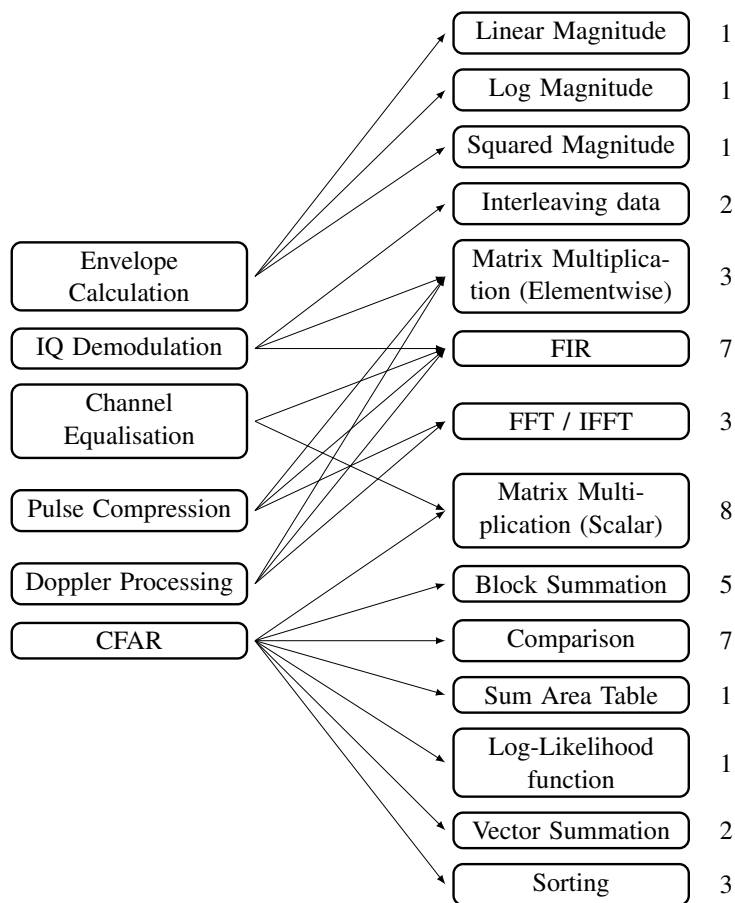 Linear Magnitude 1
Log Magnitude 1
Squared Magnitude 1
Interleaving data 2
Envelope
Calculation
Matrix Multiplica-
tion (Elementwise) 3
IQ Demodulation
FIR 7
Channel
Equalisation
FFT / IFFT 3
Pulse Compression
Matrix Multi-
plication (Scalar) 8
Doppler Processing
Block Summation 5
CFAR
Comparison 7
Sum Area Table 1
Log-Likelihood
function 1
Vector Summation 2
Sorting 3